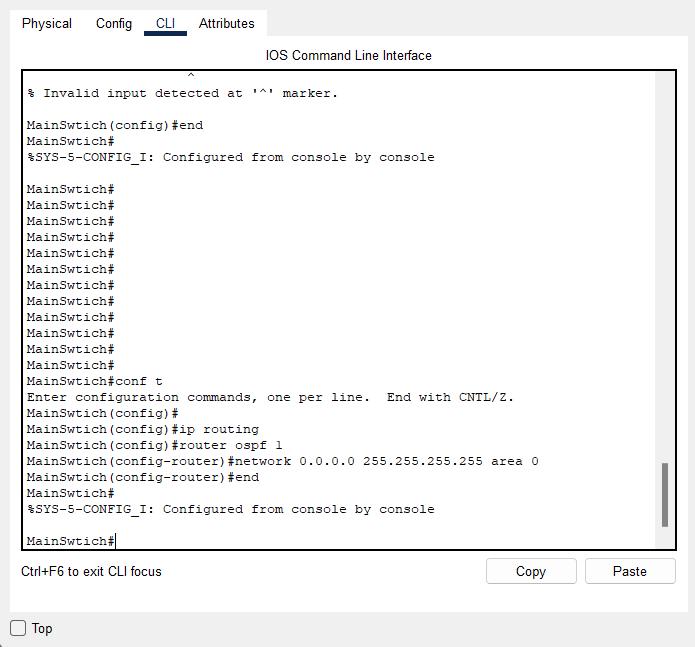 Physical Config CLI Attributes
IOS Command Line Interface
^
% Invalid input detected at '^' marker.
MainSwtich(config)#end
MainSwtich#
%SYS-5-CONFIG_I: Configured from console by console
MainSwtich#
MainSwtich#
MainSwtich#
MainSwtich#
MainSwtich#
MainSwtich#
MainSwtich#
MainSwtich#
MainSwtich#
MainSwtich#
MainSwtich#
MainSwtich#
MainSwtich#conf t
Enter configuration commands, one per line.  End with CNTL/Z.
MainSwtich(config)#
MainSwtich(config)#ip routing
MainSwtich(config)#router ospf 1
MainSwtich(config-router)#network 0.0.0.0 255.255.255.255 area 0
MainSwtich(config-router)#end
MainSwtich#
%SYS-5-CONFIG_I: Configured from console by console
MainSwtich#
Ctrl+F6 to exit CLI focus
Copy Paste
Top